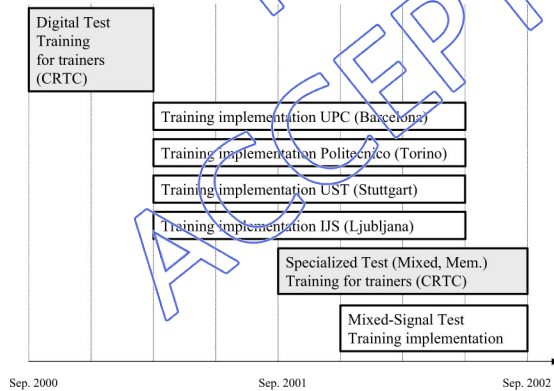 Digital Test
Training
for trainers
(CRTC)
Training implementation UPC (Barcelona)
Training implementation Politecnico (Torino)
Training implementation UST (Stuttgart)
Training implementation IJS (Ljubljana)
Specialized Test (Mixed, Mem.)
Training for trainers (CRTC)
Mixed-Signal Test
Training implementation
Sep. 2000
Sep. 2001
Sep. 2002
ACCEPT